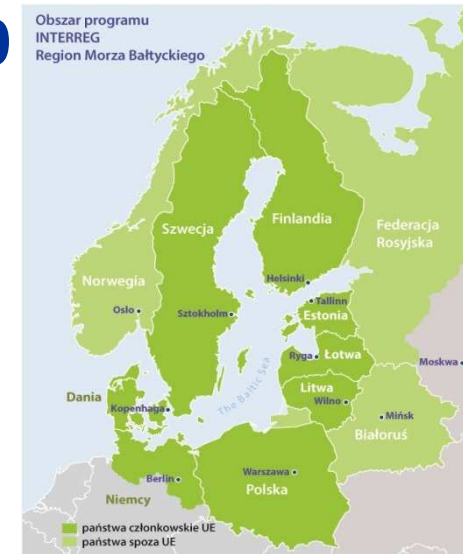 Obszar programu
INTERREG
Region Morza Bałtyckiego
Szwecja
Finlandia
Federacja
Rosyjska
Norwegia
Helsinki
Osło
Sztokholm
Tallinn
Estonia
Ryga
Łotwa
Moskwa
Dania
Litwa
Kopenhaga
The Baltic Sea
Wilno
Mińsk
Białoruś
Berlin
Warszawa
Polska
Niemcy
państwa członkowskie UE
państwa spoza UE